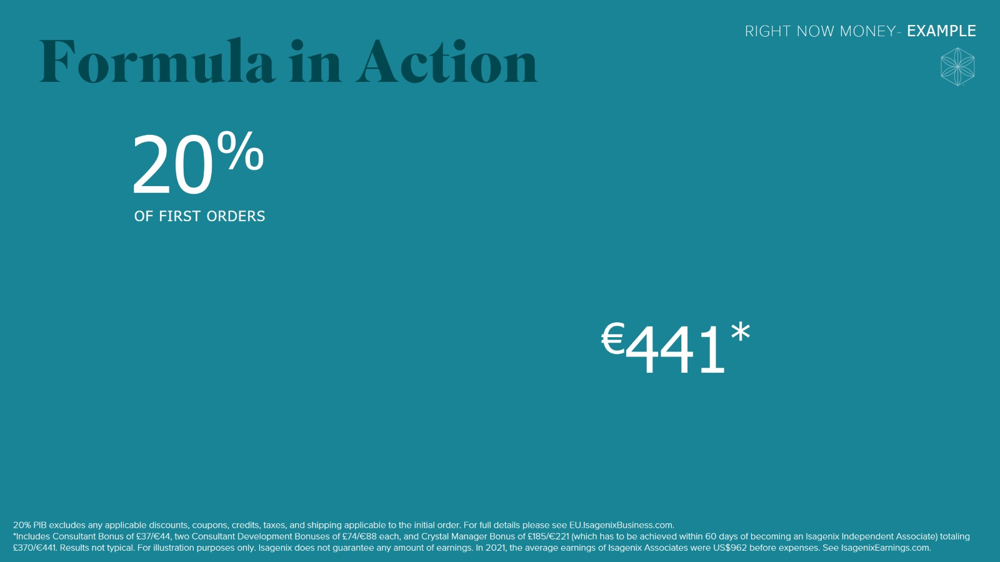 RIGHT NOW MONEY- EXAMPLE
Formula in Action
20%
OF FIRST ORDERS
€441*
20% PIB excludes any applicable discounts, coupons, credits, taxes, and shipping applicable to the initial order. For full details please see EU.IsagenixBusiness.com.
*Includes Consultant Bonus of £37/€44, two Consultant Development Bonuses of £74/€88 each, and Crystal Manager Bonus of £185/€221 (which has to be achieved within 60 days of becoming an Isagenix Independent Associate) totaling
£370/€441. Results not typical. For illustration purposes only. Isagenix does not guarantee any amount of earnings. In 2021, the average earnings of Isagenix Associates were US$962 before expenses. See IsagenixEarnings.com.